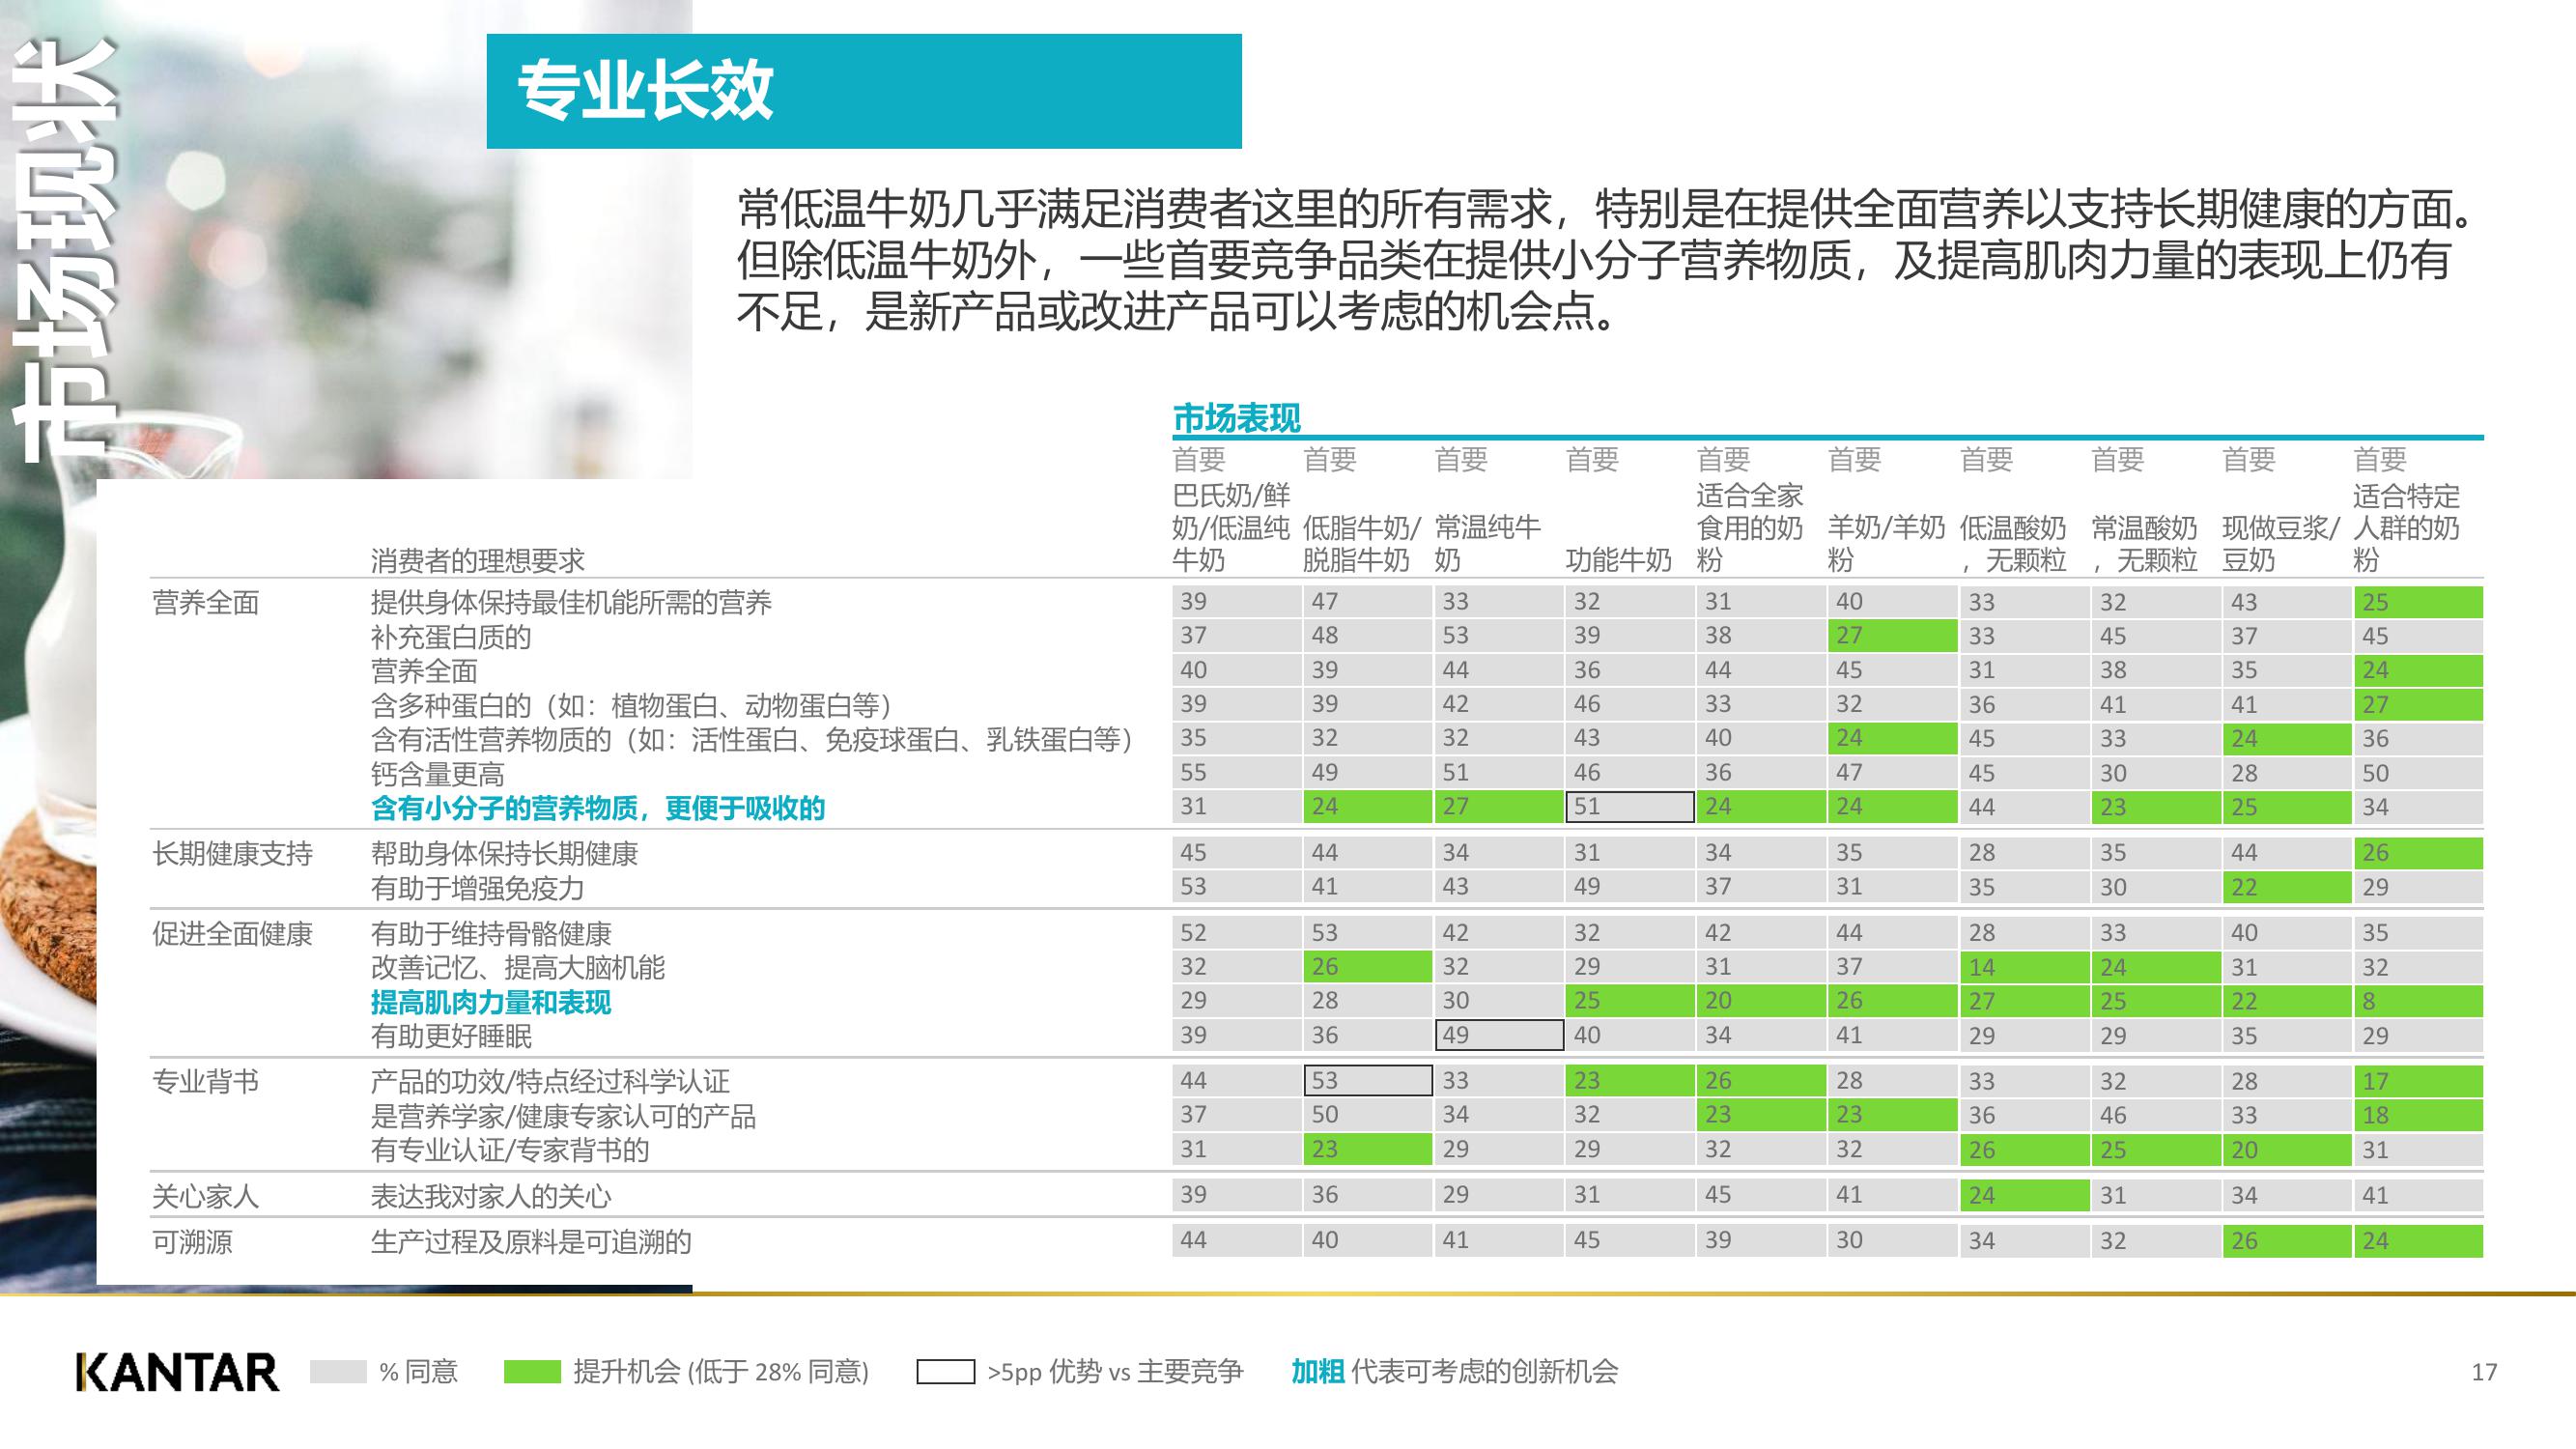 市场现状
专业长效
常低温牛奶几乎满足消费者这里的所有需求，特别是在提供全面营养以支持长期健康的方面。
但除低温牛奶外，一些首要竞争品类在提供小分子营养物质，及提高肌肉力量的表现上仍有
不足，是新产品或改进产品可以考虑的机会点。
市场表现
首要 首要 首要 首要 首要 首要 首要 首要 首要 首要
消费者的理想要求 巴氏奶/鲜奶/低温纯牛奶 低脂牛奶/脱脂牛奶 常温纯牛奶 功能牛奶 适合全家食用的奶粉 羊奶/羊奶粉 低温酸奶，无颗粒 常温酸奶，无颗粒 现做豆浆/豆奶 适合特定人群的奶粉
营养全面 提供身体保持最佳机能所需的营养 39 47 33 32 31 40 33 32 43 25
补充蛋白质的 37 48 53 39 38 27 33 45 37 45
营养全面 40 39 44 36 44 45 31 38 35 24
含多种蛋白的（如：植物蛋白、动物蛋白等） 39 39 42 46 33 32 36 41 41 27
含有活性营养物质的（如：活性蛋白、免疫球蛋白、乳铁蛋白等） 35 32 32 43 40 24 45 33 24 36
钙含量更高 55 49 51 46 36 47 45 30 28 50
含有小分子的营养物质，更便于吸收的 31 24 27 51 24 24 44 23 25 34
长期健康支持 帮助身体保持长期健康 45 44 34 31 34 35 28 35 44 26
有助于增强免疫力 53 41 43 49 37 31 35 30 22 29
促进全面健康 有助于维持骨骼健康 52 53 42 32 42 44 28 33 40 35
改善记忆、提高大脑机能 32 26 32 29 31 37 14 24 31 32
提高肌肉力量和表现 29 28 30 25 20 26 27 25 22 8
有助更好睡眠 39 36 49 40 34 41 29 29 35 29
专业背书 产品的功效/特点经过科学认证 44 53 33 23 26 28 33 32 28 17
是营养学家/健康专家认可的产品 37 50 34 32 23 23 36 46 33 18
有专业认证/专家背书的 31 23 29 29 32 32 26 25 20 31
关心家人 表达我对家人的关心 39 36 29 31 45 41 24 31 34 41
可溯源 生产过程及原料是可追溯的 44 40 41 45 39 30 34 32 26 24
KANTAR % 同意 提升机会 (低于 28% 同意) >5pp 优势 vs 主要竞争 加粗 代表可考虑的创新机会 17